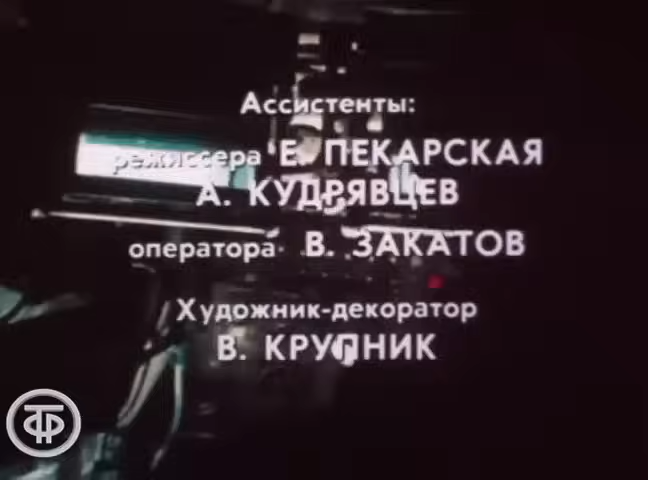 Ассистенты:
режиссера Е. ПЕКАРСКАЯ
А. КУДРЯВЦЕВ
оператора В. ЗАКАТОВ
Художник-декоратор
В. КРУПНИК